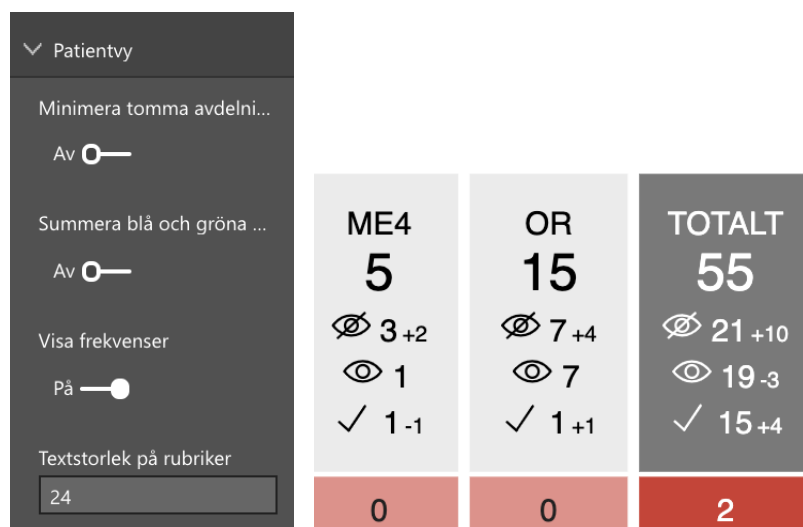 Patientvy
Minimera tomma avdelni...
Av
Summera blå och gröna ...
Av
Visa frekvenser
På
Textstorlek på rubriker
24
ME4
5
3 +2
1
1 -1
0
OR
15
7 +4
7
1 +1
0
TOTALT
55
21 +10
19 -3
15 +4
2